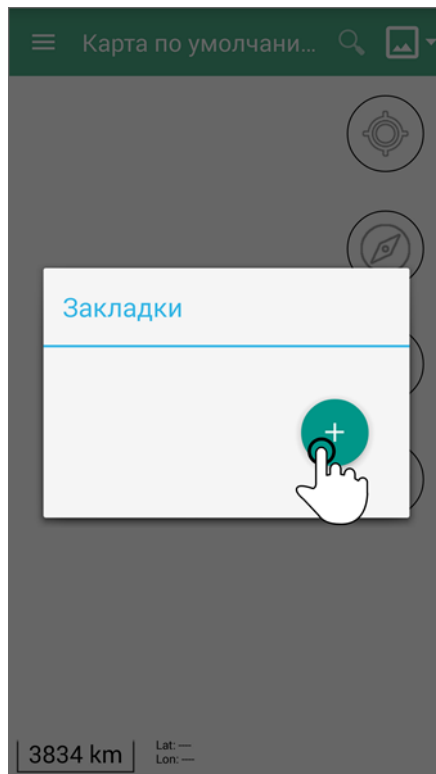 Карта по умолчани...
Закладки
3834 km
Lat: —
Lon: —